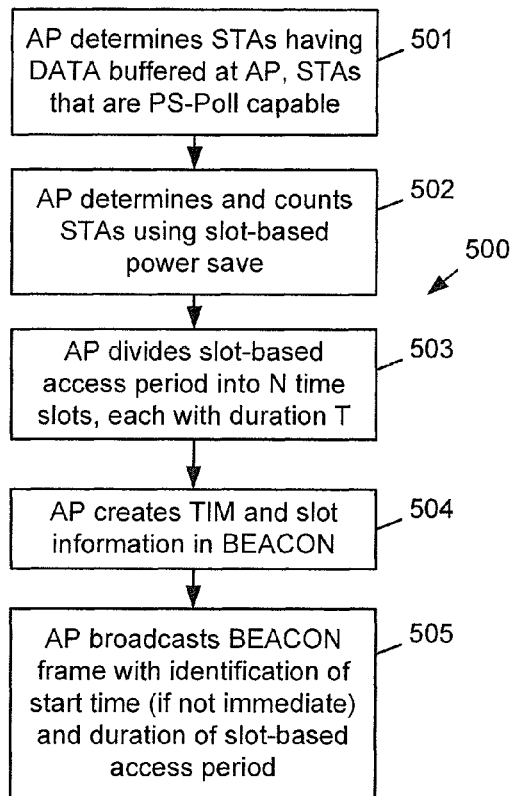 AP determines STAs having
DATA buffered at AP, STAs
that are PS-Poll capable
501
AP determines and counts
STAs using slot-based
power save
502
500
AP divides slot-based
access period into N time
slots, each with duration T
503
AP creates TIM and slot
information in BEACON
504
AP broadcasts BEACON
frame with identification of
start time (if not immediate)
and duration of slot-based
access period
505